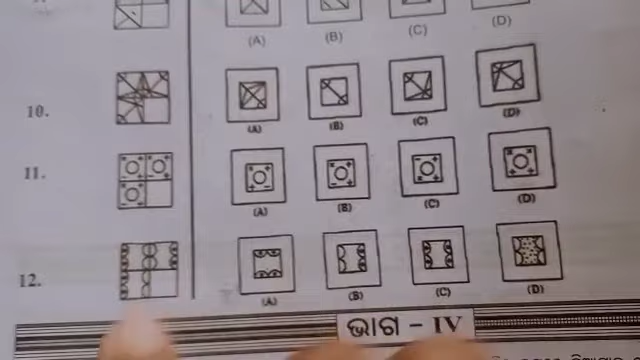 (A) (B) (C) (D)
10. (A) (B) (C) (D)
11. (A) (B) (C) (D)
12. (A) (B) (C) (D)
ଭାଗ – IV